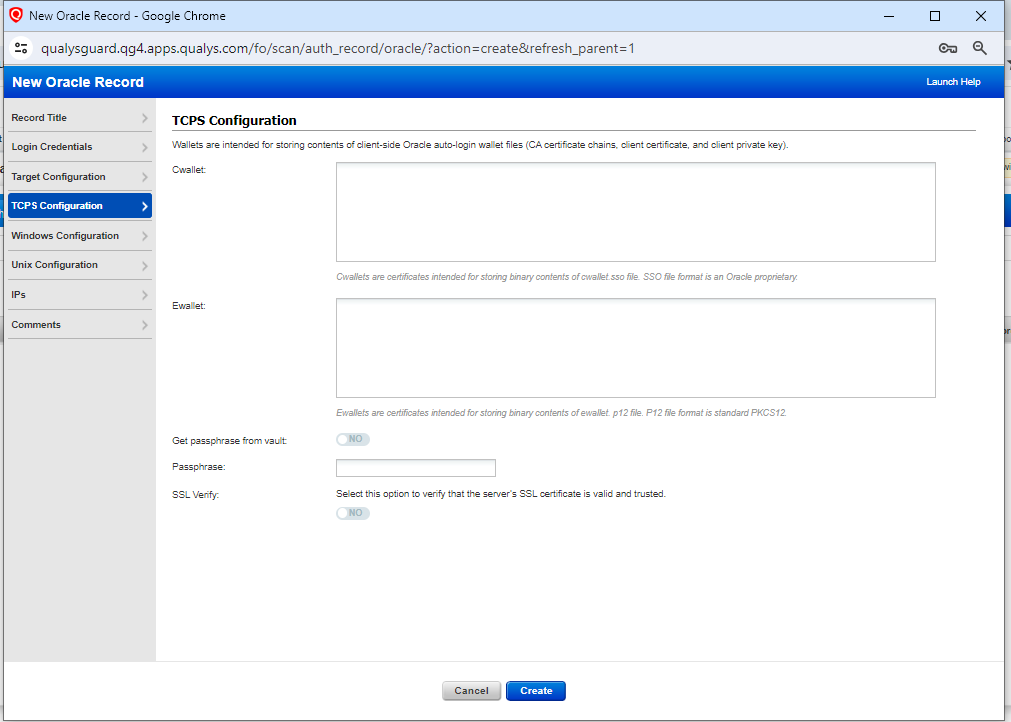 New Oracle Record - Google Chrome
qualysguard.qg4.apps.qualys.com/fo/scan/auth_record/oracle/?action=create&refresh_parent=1
New Oracle Record
Launch Help
Record Title
Login Credentials
Target Configuration
TCPS Configuration
Windows Configuration
Unix Configuration
IPs
Comments
TCPS Configuration
Wallets are intended for storing contents of client-side Oracle auto-login wallet files (CA certificate chains, client certificate, and client private key).
Cwallet:
Cwallets are certificates intended for storing binary contents of cwallet.sso file. SSO file format is an Oracle proprietary.
Ewallet:
Ewallets are certificates intended for storing binary contents of ewallet. p12 file. P12 file format is standard PKCS12.
Get passphrase from vault:
NO
Passphrase:
SSL Verify:
Select this option to verify that the server's SSL certificate is valid and trusted.
NO
Cancel
Create